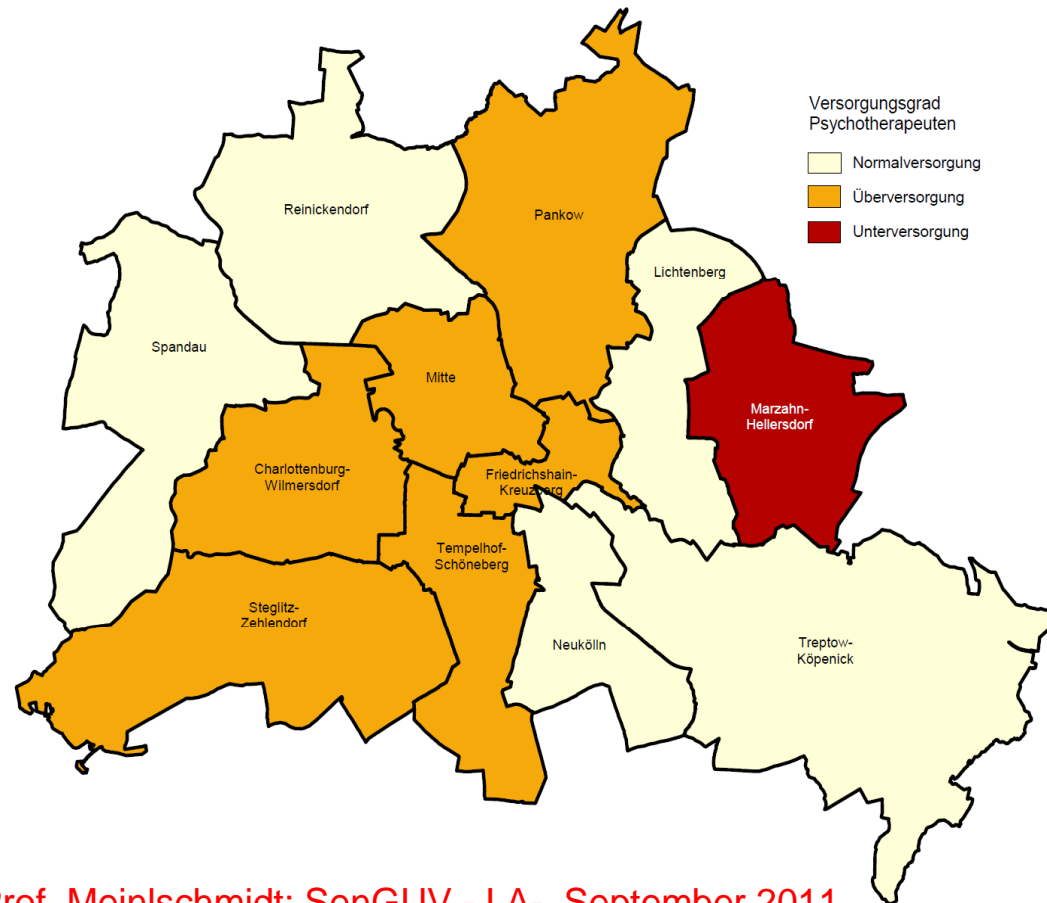 Versorgungsgrad
Psychotherapeuten
Normalversorgung
Überversorgung
Unterversorgung
Reinickendorf
Pankow
Lichtenberg
Spandau
Mitte
Marzahn-
Hellersdorf
Charlottenburg-
Wilmersdorf
Friedrichshain-
Kreuzberg
Tempelhof-
Schöneberg
Steglitz-
Zehlendorf
Neukölln
Treptow-
Köpenick
Prof. Meinlschmidt: SenGUV - I A-, September 2011